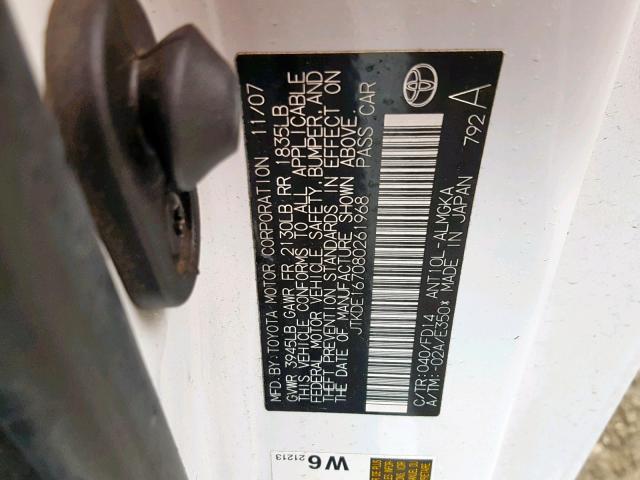 MFD.BY:TOYOTA MOTOR CORPORATION 11/07
GVWR 3945LB GAWR FR 2130LB RR 1835LB
THIS VEHICLE CONFORMS TO ALL APPLICABLE
FEDERAL MOTOR VEHICLE SAFETY, BUMPER, AND
THEFT PREVENTION STANDARDS IN EFFECT ON
THE DATE OF MANUFACTURE SHOWN ABOVE.
JTKDE167080261968 PASS CAR
C/TR:040/FD14 ANT10L-ALMGKA
A/TM:-02A/E350* MADE IN JAPAN 792 A
W6
21213